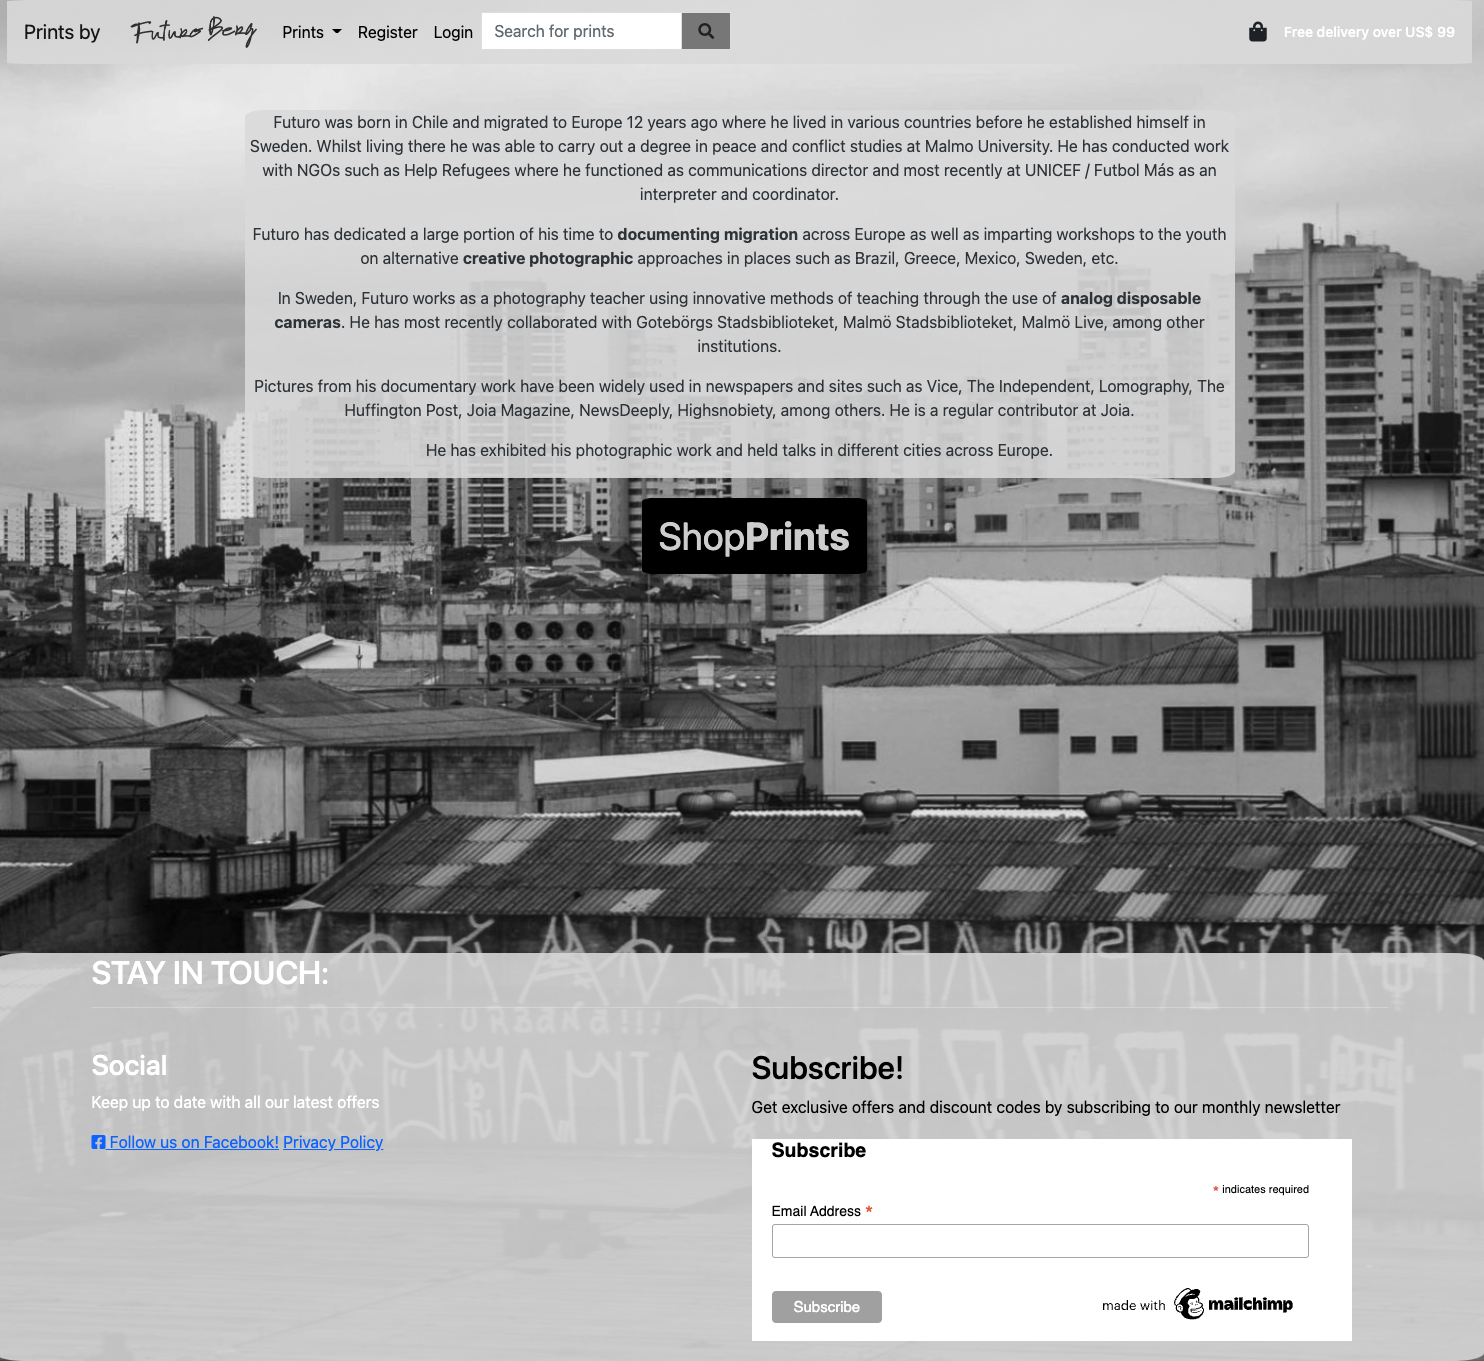 Prints by
Futuro Berg
Prints
Register
Login
Search for prints
Free delivery over US$ 99
Futuro was born in Chile and migrated to Europe 12 years ago where he lived in various countries before he established himself in
Sweden. Whilst living there he was able to carry out a degree in peace and conflict studies at Malmo University. He has conducted work
with NGOs such as Help Refugees where he functioned as communications director and most recently at UNICEF / Futbol Más as an
interpreter and coordinator.
Futuro has dedicated a large portion of his time to documenting migration across Europe as well as imparting workshops to the youth
on alternative creative photographic approaches in places such as Brazil, Greece, Mexico, Sweden, etc.
In Sweden, Futuro works as a photography teacher using innovative methods of teaching through the use of analog disposable
cameras. He has most recently collaborated with Gotebörgs Stadsbiblioteket, Malmö Stadsbiblioteket, Malmö Live, among other
institutions.
Pictures from his documentary work have been widely used in newspapers and sites such as Vice, The Independent, Lomography, The
Huffington Post, Joia Magazine, NewsDeeply, Highsnobiety, among others. He is a regular contributor at Joia.
He has exhibited his photographic work and held talks in different cities across Europe.
ShopPrints
STAY IN TOUCH:
Social
Keep up to date with all our latest offers
Follow us on Facebook! Privacy Policy
Subscribe!
Get exclusive offers and discount codes by subscribing to our monthly newsletter
Subscribe
* indicates required
Email Address *
Subscribe
made with mailchimp